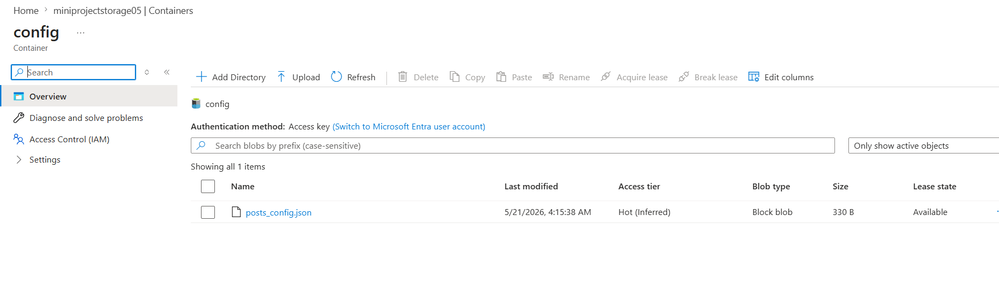 Home > miniprojectstorage05 | Containers
config ...
Container
Search
Overview
Diagnose and solve problems
Access Control (IAM)
Settings
Add Directory Upload Refresh Delete Copy Paste Rename Acquire lease Break lease Edit columns
config
Authentication method: Access key (Switch to Microsoft Entra user account)
Search blobs by prefix (case-sensitive) Only show active objects
Showing all 1 items
Name Last modified Access tier Blob type Size Lease state
posts_config.json 5/21/2026, 4:15:38 AM Hot (Inferred) Block blob 330 B Available